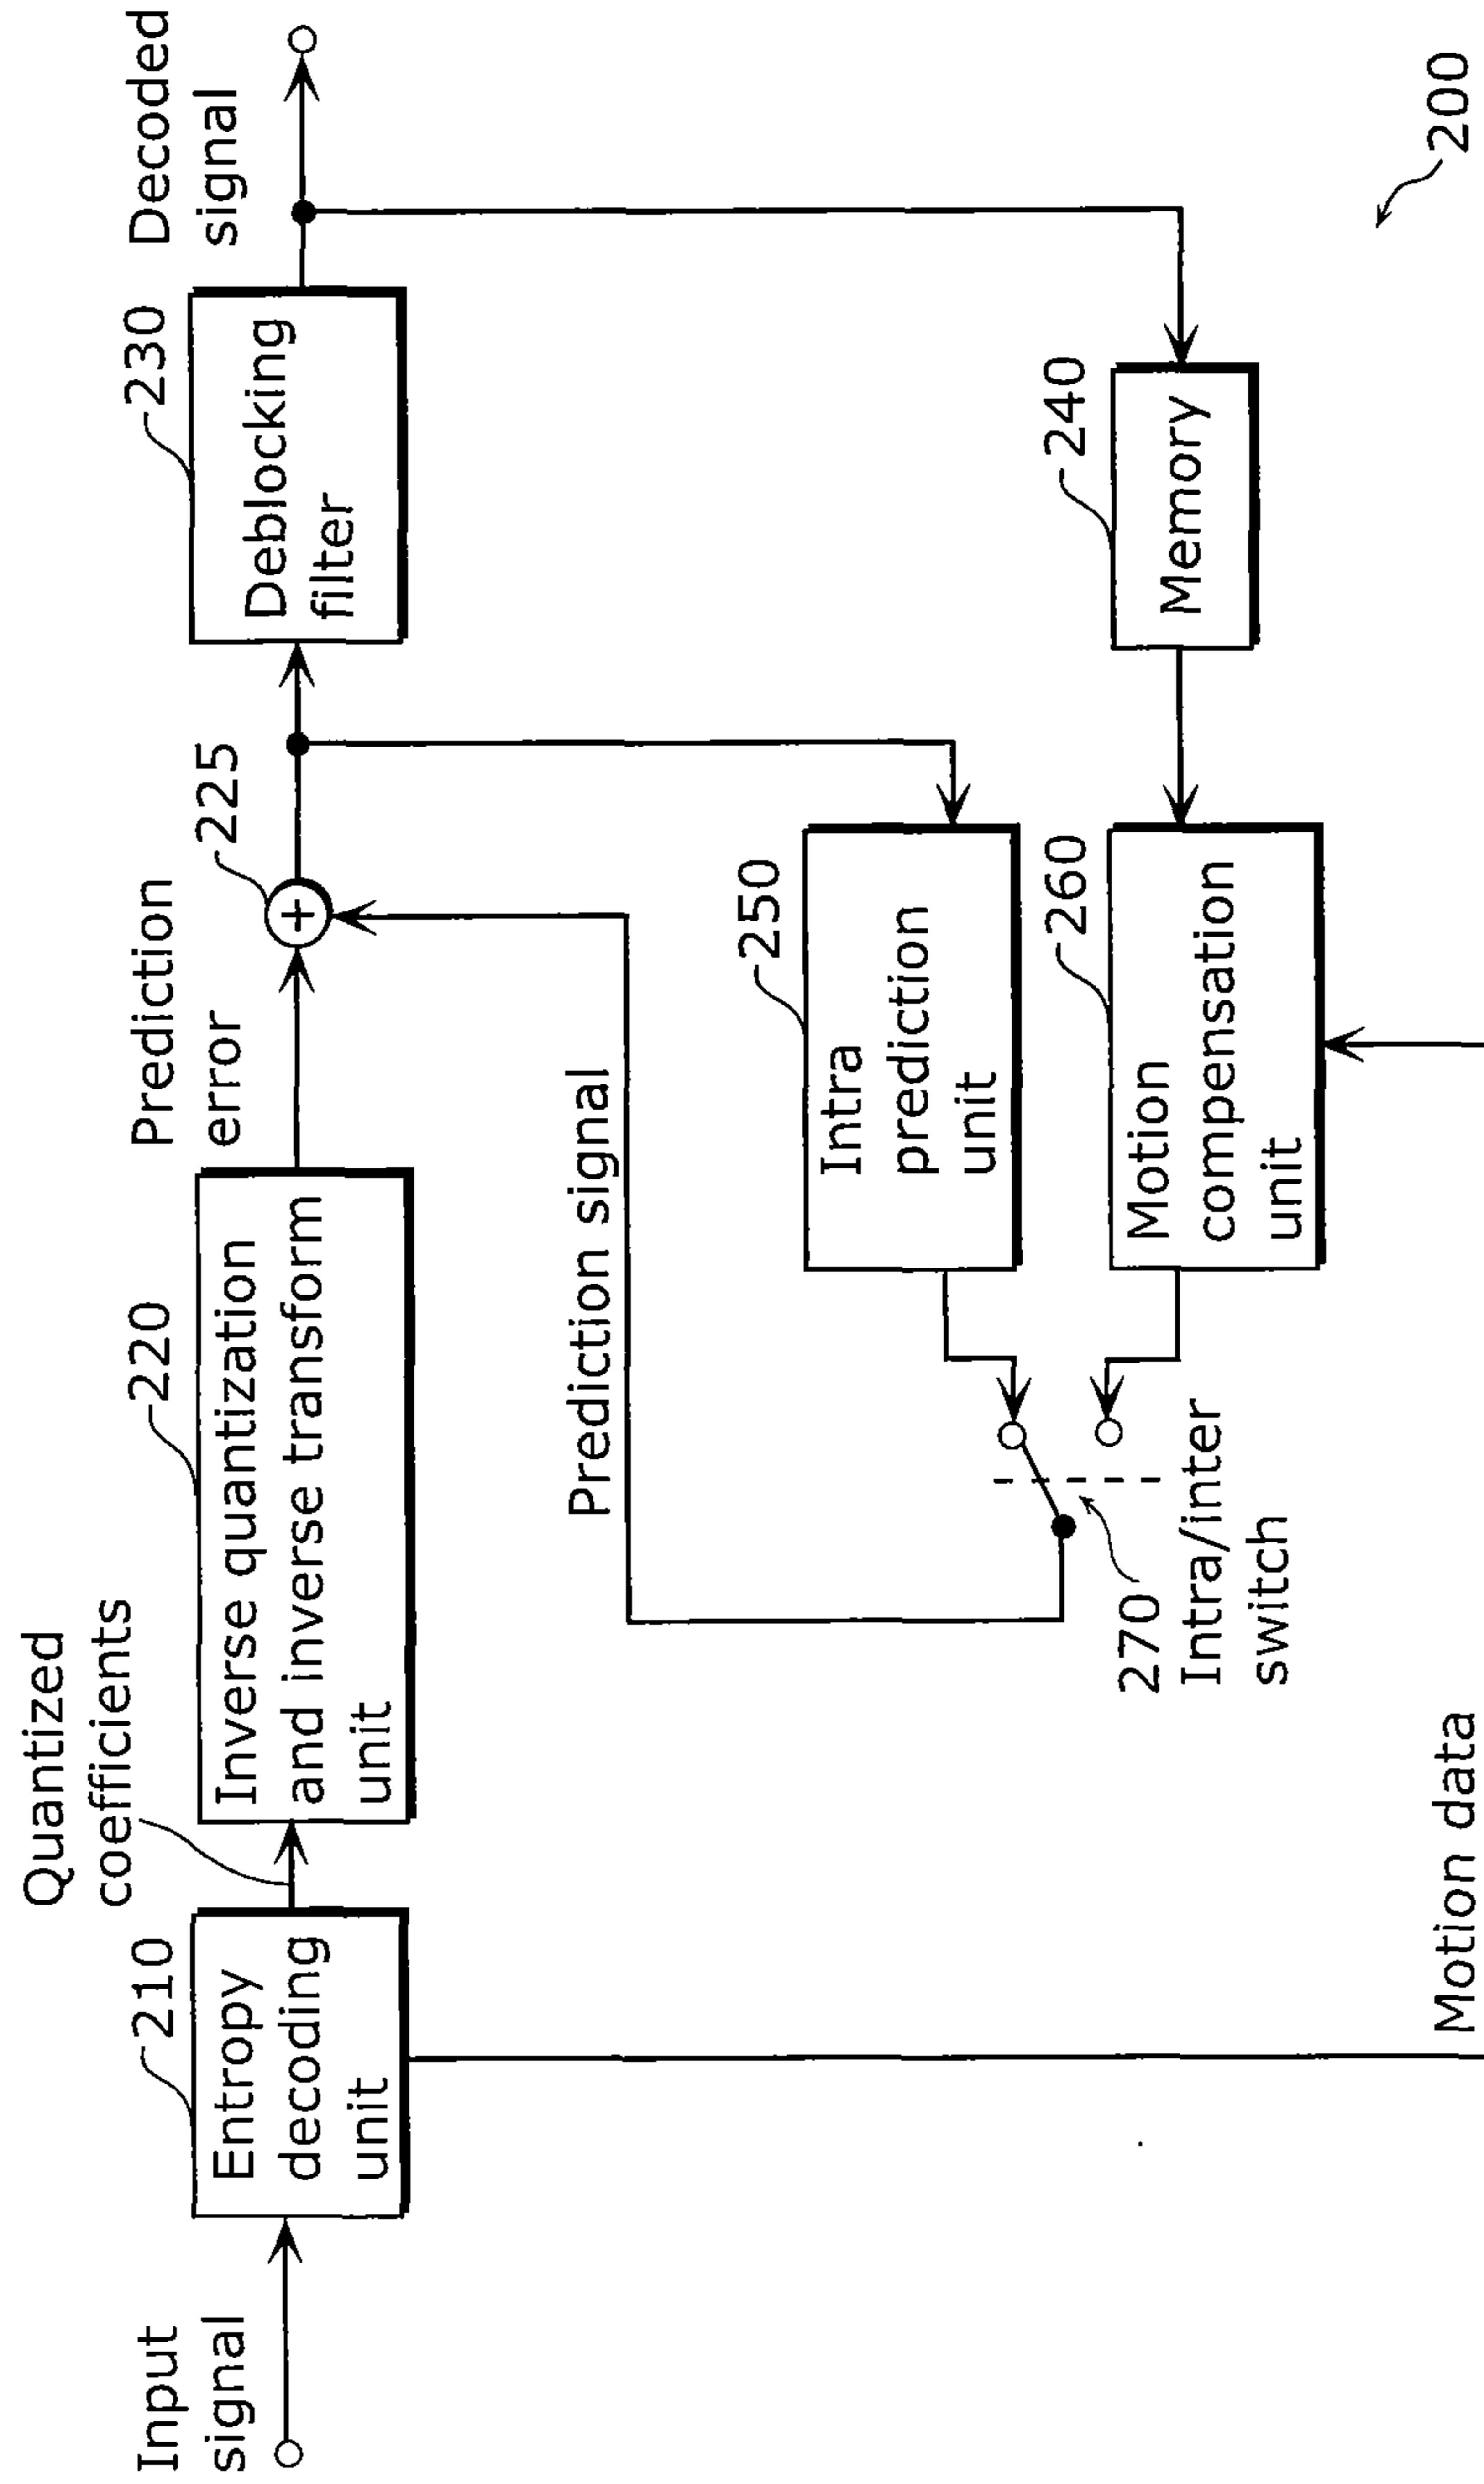 Input
signal
210
Entropy
decoding
unit
Quantized
coefficients
220
Inverse quantization
and inverse transform
unit
Prediction
error
225
+
230
Deblocking
filter
Decoded
signal
Prediction signal
250
Intra
prediction
unit
240
Memory
260
Motion
compensation
unit
270
Intra/inter
switch
Motion data
200